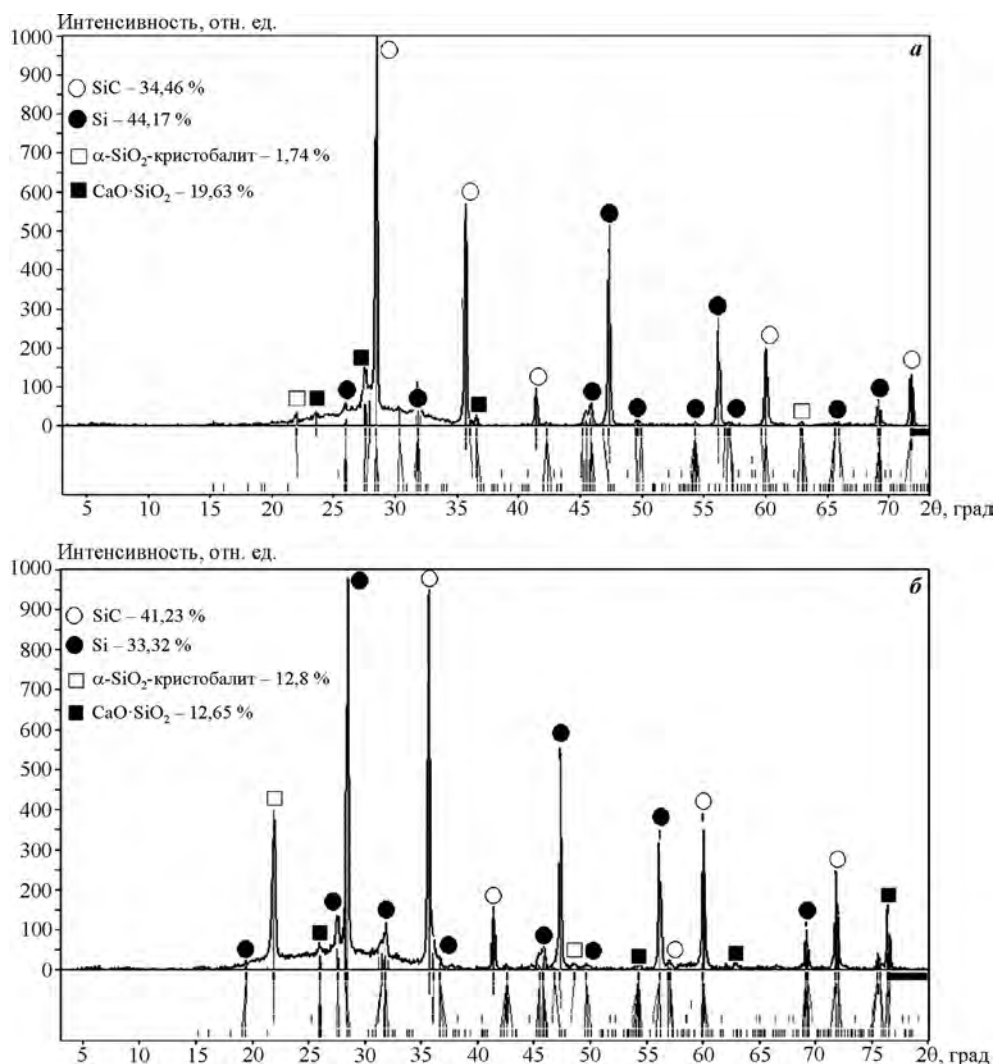 Интенсивность, отн. ед.
а
1000
900
800
700
600
500
400
300
200
100
0
SiC – 34,46 %
Si – 44,17 %
α-SiO₂-кристобалит – 1,74 %
CaO·SiO₂ – 19,63 %
5 10 15 20 25 30 35 40 45 50 55 60 65 70 2θ, град
Интенсивность, отн. ед.
б
1000
900
800
700
600
500
400
300
200
100
0
SiC – 41,23 %
Si – 33,32 %
α-SiO₂-кристобалит – 12,8 %
CaO·SiO₂ – 12,65 %
5 10 15 20 25 30 35 40 45 50 55 60 65 70 75 2θ, град